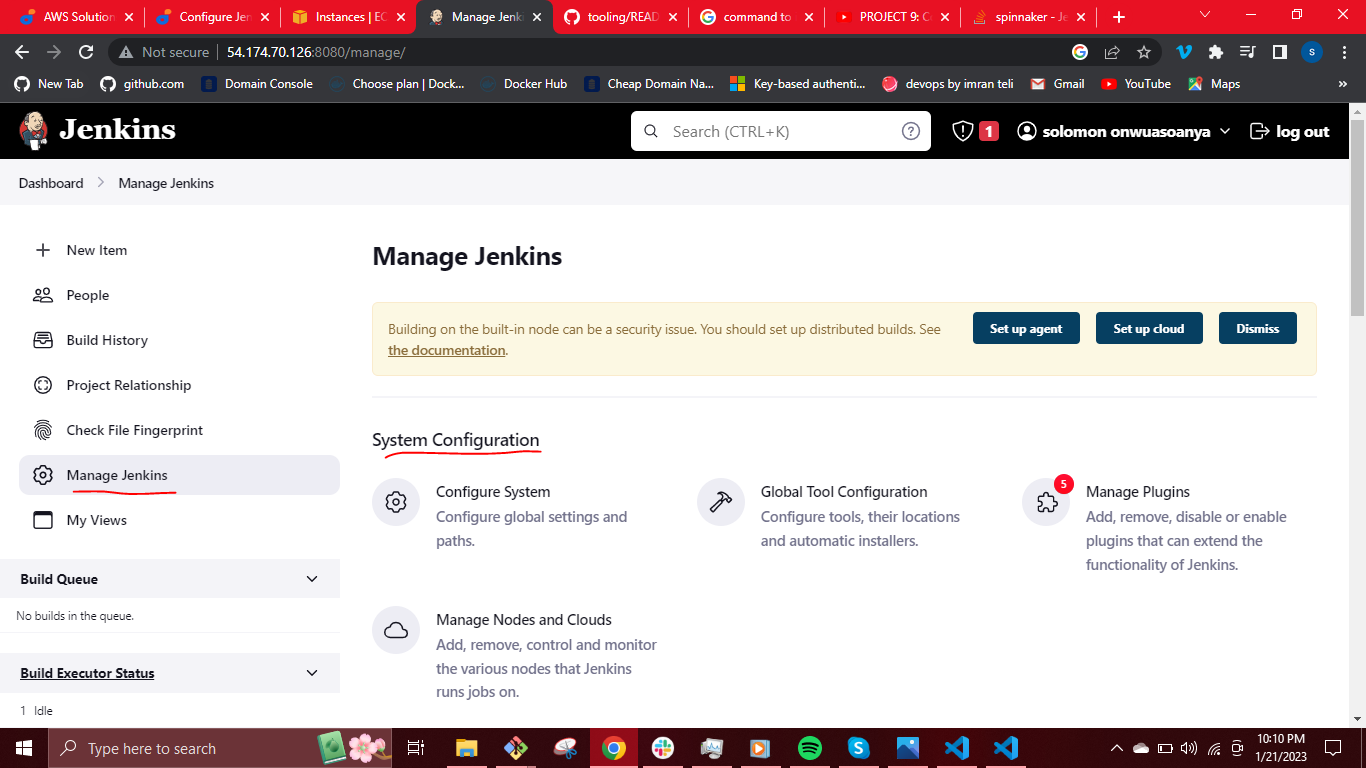 AWS Solution
Configure Jen
Instances | EC
Manage Jenki
tooling/READ
command to
PROJECT 9: C
spinnaker - Je
Not secure
54.174.70.126:8080/manage/
S
New Tab
github.com
Domain Console
Choose plan | Dock...
Docker Hub
Cheap Domain Na...
Key-based authenti...
devops by imran teli
Gmail
YouTube
Maps
»
Jenkins
Search (CTRL+K)
?
1
solomon onwuasoanya
log out
Dashboard
Manage Jenkins
New Item
People
Build History
Project Relationship
Check File Fingerprint
Manage Jenkins
My Views
Build Queue
No builds in the queue.
Build Executor Status
1 Idle
Manage Jenkins
Building on the built-in node can be a security issue. You should set up distributed builds. See
the documentation.
Set up agent
Set up cloud
Dismiss
System Configuration
Configure System
Configure global settings and
paths.
Global Tool Configuration
Configure tools, their locations
and automatic installers.
5
Manage Plugins
Add, remove, disable or enable
plugins that can extend the
functionality of Jenkins.
Manage Nodes and Clouds
Add, remove, control and monitor
the various nodes that Jenkins
runs jobs on.
Type here to search
10:10 PM
1/21/2023